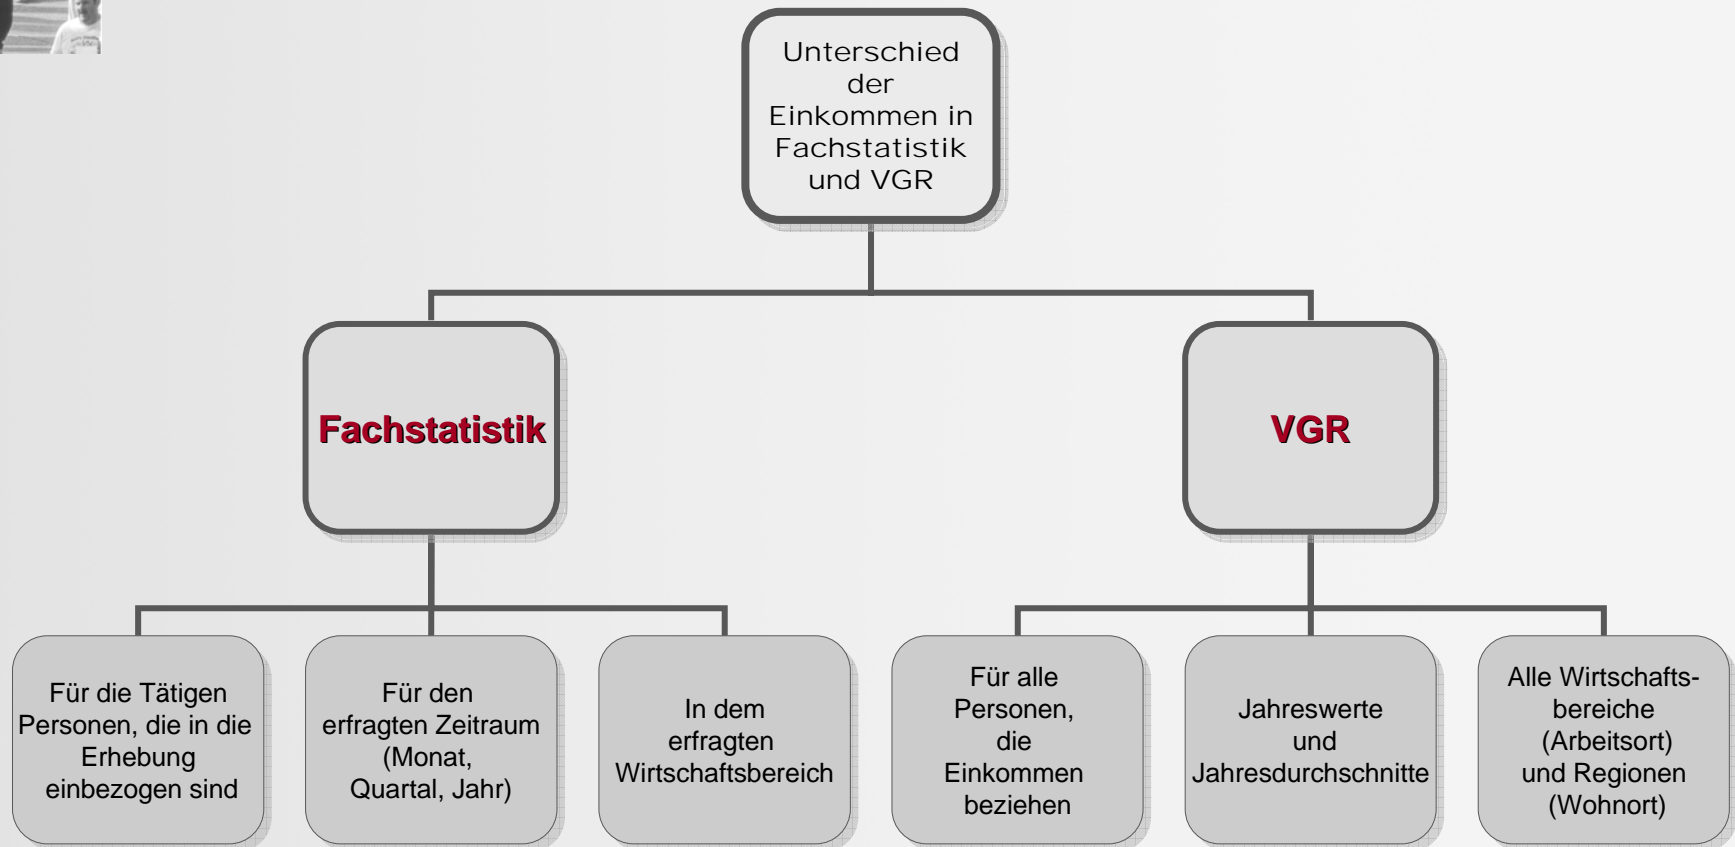 Unterschied
der
Einkommen in
Fachstatistik
und VGR
Fachstatistik
VGR
Für die Tätigen
Personen, die in die
Erhebung
einbezogen sind
Für den
erfragten Zeitraum
(Monat,
Quartal, Jahr)
In dem
erfragten
Wirtschaftsbereich
Für alle
Personen,
die
Einkommen
beziehen
Jahreswerte
und
Jahresdurchschnitte
Alle Wirtschafts-
bereiche
(Arbeitsort)
und Regionen
(Wohnort)